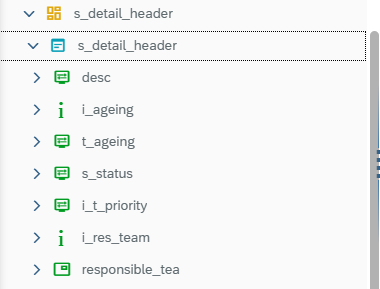 s_detail_header
s_detail_header
desc
i_ageing
t_ageing
s_status
i_t_priority
i_res_team
responsible_tea